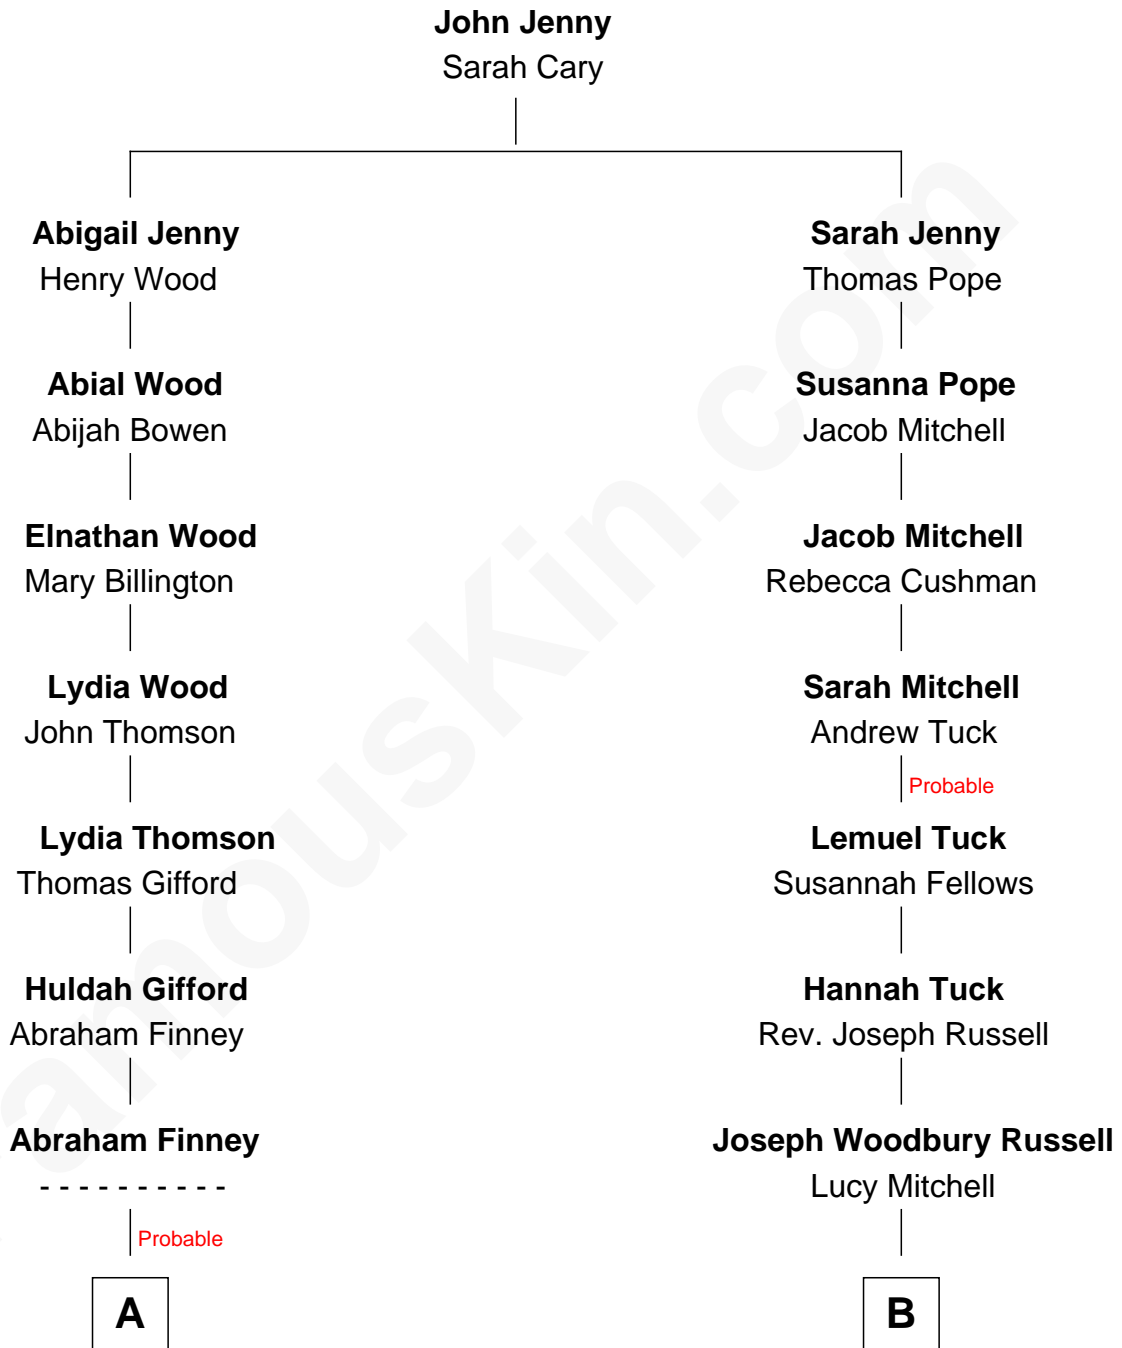 John Jenny
Sarah Cary
Abigail Jenny
Henry Wood
Sarah Jenny
Thomas Pope
Abial Wood
Abijah Bowen
Susanna Pope
Jacob Mitchell
Elnathan Wood
Mary Billington
Jacob Mitchell
Rebecca Cushman
Lydia Wood
John Thomson
Sarah Mitchell
Andrew Tuck
Probable
Lydia Thomson
Thomas Gifford
Lemuel Tuck
Susannah Fellows
Huldah Gifford
Abraham Finney
Hannah Tuck
Rev. Joseph Russell
Abraham Finney
- - - - - - - - - -
Probable
Joseph Woodbury Russell
Lucy Mitchell
A
B
amouskin.com